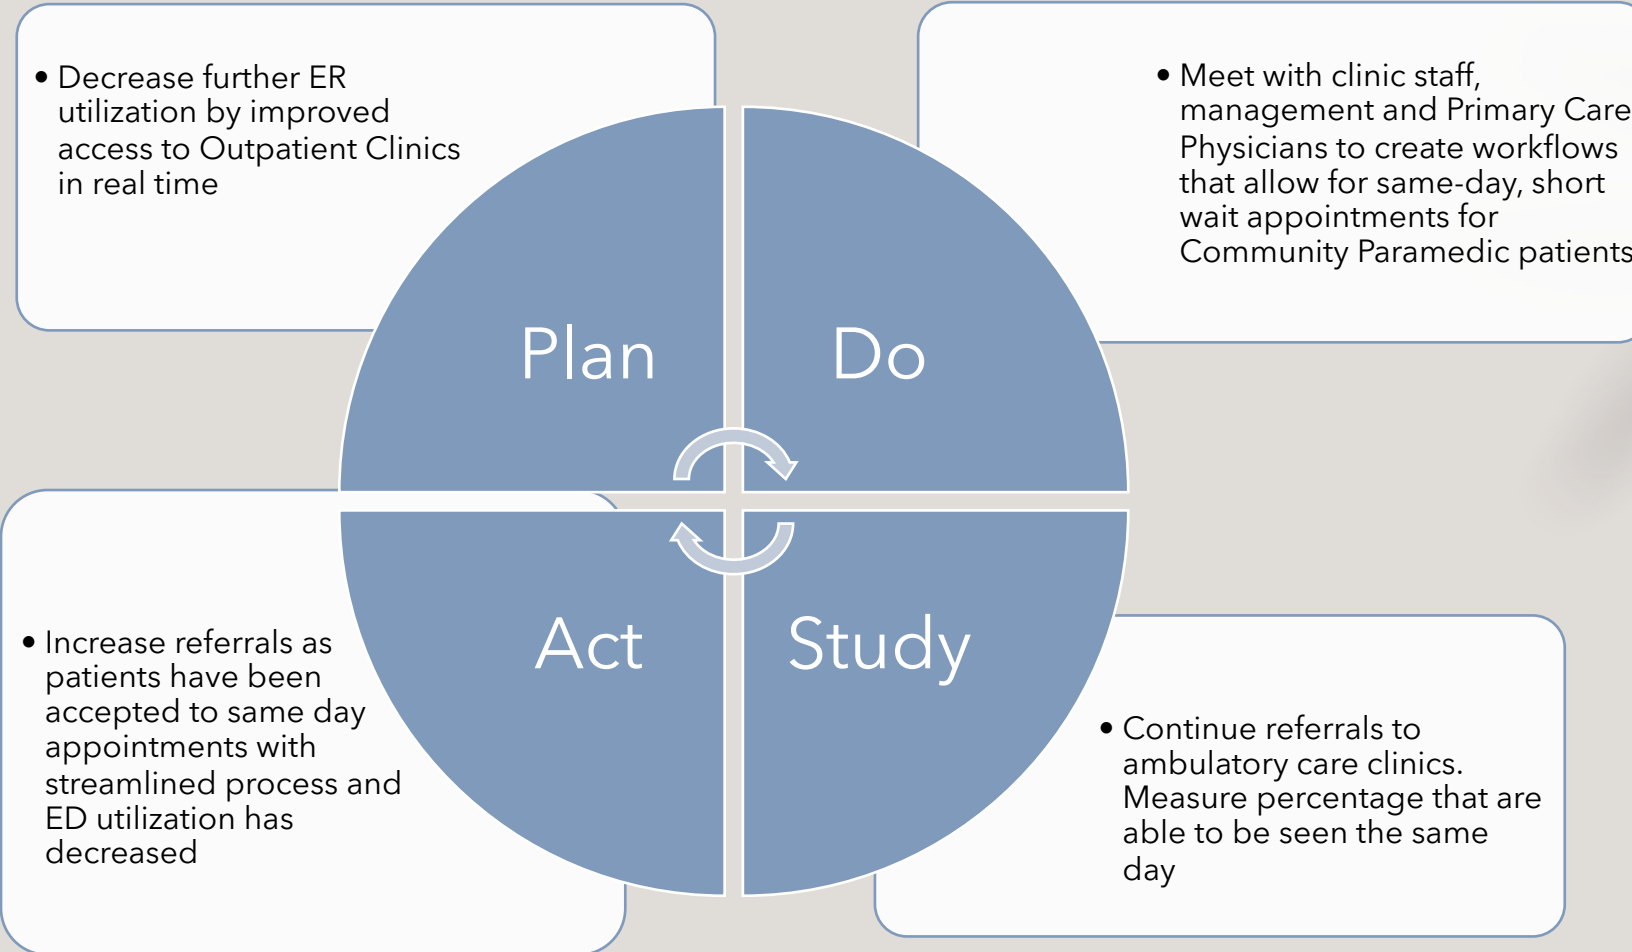 • Decrease further ER
utilization by improved
access to Outpatient Clinics
in real time
• Meet with clinic staff,
management and Primary Care
Physicians to create workflows
that allow for same-day, short
wait appointments for
Community Paramedic patients
Plan
Do
Act
Study
• Increase referrals as
patients have been
accepted to same day
appointments with
streamlined process and
ED utilization has
decreased
• Continue referrals to
ambulatory care clinics.
Measure percentage that are
able to be seen the same
day